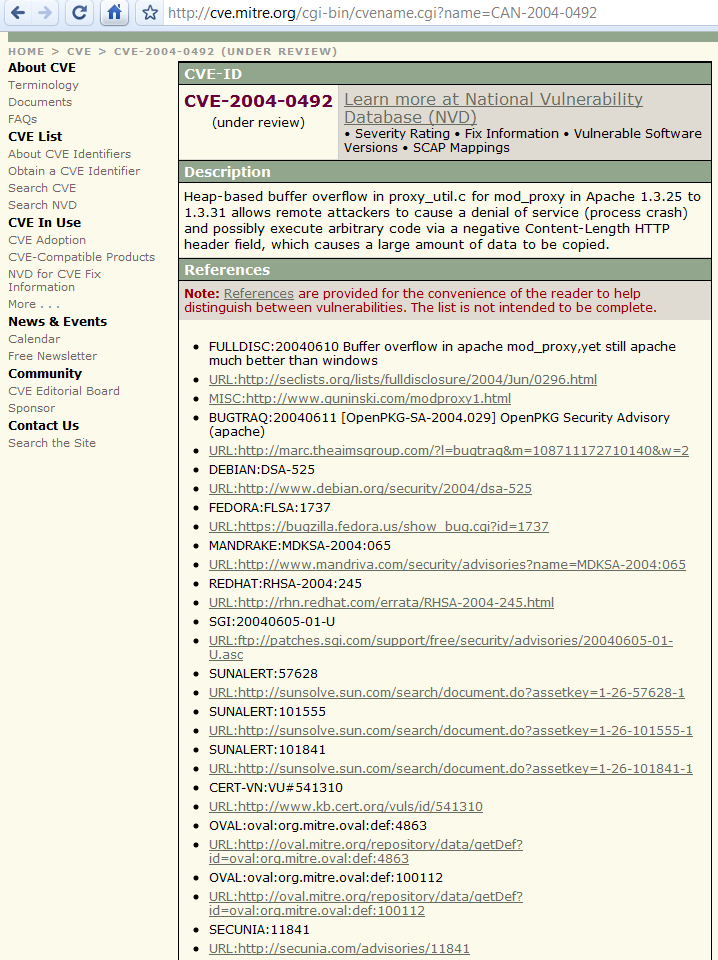 http://cve.mitre.org/cgi-bin/cvename.cgi?name=CAN-2004-0492
HOME > CVE > CVE-2004-0492 (UNDER REVIEW)
About CVE
Terminology
Documents
FAQs
CVE List
About CVE Identifiers
Obtain a CVE Identifier
Search CVE
Search NVD
CVE In Use
CVE Adoption
CVE-Compatible Products
NVD for CVE Fix
Information
More . . .
News & Events
Calendar
Free Newsletter
Community
CVE Editorial Board
Sponsor
Contact Us
Search the Site
CVE-ID
CVE-2004-0492
(under review)
Learn more at National Vulnerability
Database (NVD)
• Severity Rating • Fix Information • Vulnerable Software
Versions • SCAP Mappings
Description
Heap-based buffer overflow in proxy_util.c for mod_proxy in Apache 1.3.25 to
1.3.31 allows remote attackers to cause a denial of service (process crash)
and possibly execute arbitrary code via a negative Content-Length HTTP
header field, which causes a large amount of data to be copied.
References
Note: References are provided for the convenience of the reader to help
distinguish between vulnerabilities. The list is not intended to be complete.
• FULLDISC:20040610 Buffer overflow in apache mod_proxy,yet still apache
much better than windows
• URL:http://seclists.org/lists/fulldisclosure/2004/Jun/0296.html
• MISC:http://www.guninski.com/modproxy1.html
• BUGTRAQ:20040611 [OpenPKG-SA-2004.029] OpenPKG Security Advisory
(apache)
• URL:http://marc.theaimsgroup.com/?l=bugtraq&m=108711172710140&w=2
• DEBIAN:DSA-525
• URL:http://www.debian.org/security/2004/dsa-525
• FEDORA:FLSA:1737
• URL:https://bugzilla.fedora.us/show_bug.cgi?id=1737
• MANDRAKE:MDKSA-2004:065
• URL:http://www.mandriva.com/security/advisories?name=MDKSA-2004:065
• REDHAT:RHSA-2004:245
• URL:http://rhn.redhat.com/errata/RHSA-2004-245.html
• SGI:20040605-01-U
• URL:ftp://patches.sgi.com/support/free/security/advisories/20040605-01-
U.asc
• SUNALERT:57628
• URL:http://sunsolve.sun.com/search/document.do?assetkey=1-26-57628-1
• SUNALERT:101555
• URL:http://sunsolve.sun.com/search/document.do?assetkey=1-26-101555-1
• SUNALERT:101841
• URL:http://sunsolve.sun.com/search/document.do?assetkey=1-26-101841-1
• CERT-VN:VU#541310
• URL:http://www.kb.cert.org/vuls/id/541310
• OVAL:oval:org.mitre.oval:def:4863
• URL:http://oval.mitre.org/repository/data/getDef?
id=oval:org.mitre.oval:def:4863
• OVAL:oval:org.mitre.oval:def:100112
• URL:http://oval.mitre.org/repository/data/getDef?
id=oval:org.mitre.oval:def:100112
• SECUNIA:11841
• URL:http://secunia.com/advisories/11841